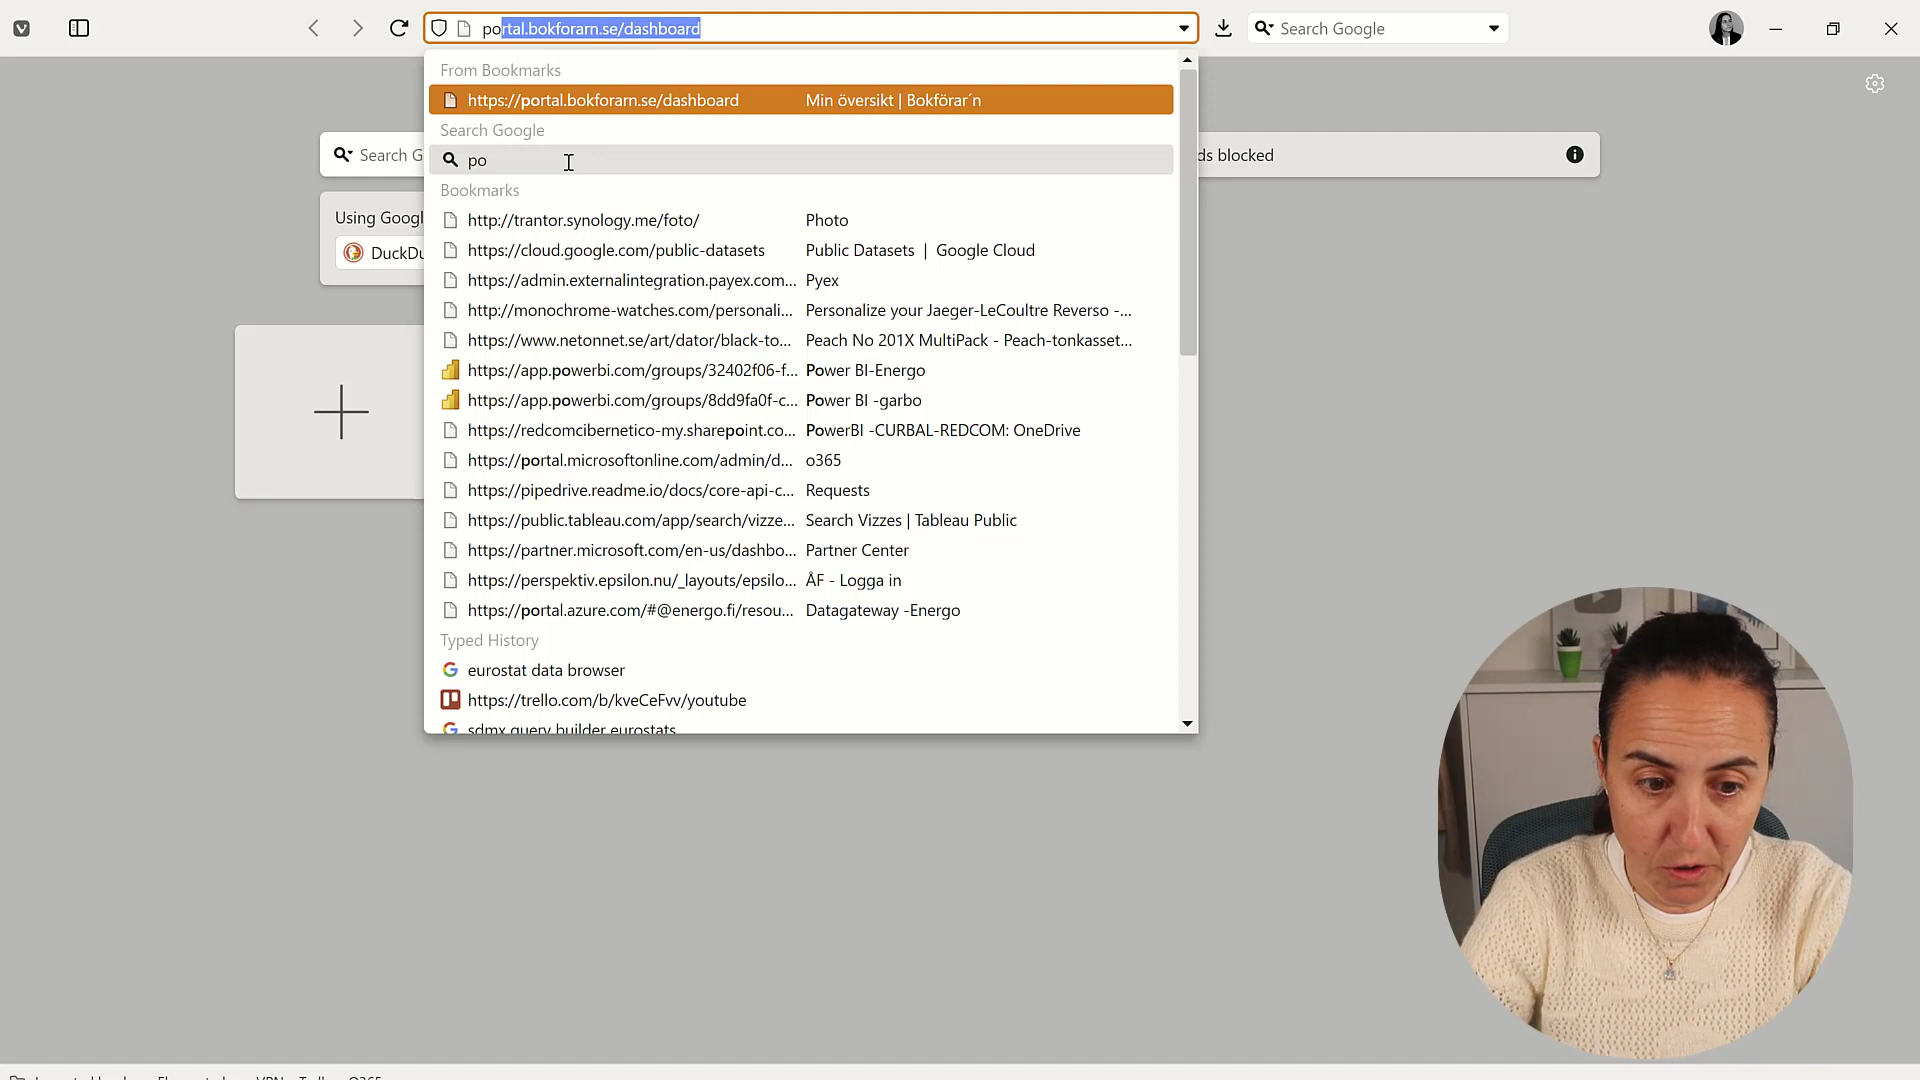 portal.bokforarn.se/dashboard
Search Google
From Bookmarks
https://portal.bokforarn.se/dashboard Min översikt | Bokförar´n
Search Google
Search G
po
ds blocked
Bookmarks
Using Googl
http://trantor.synology.me/foto/ Photo
DuckDu
https://cloud.google.com/public-datasets Public Datasets | Google Cloud
https://admin.externalintegration.payex.com... Pyex
http://monochrome-watches.com/personali... Personalize your Jaeger-LeCoultre Reverso -...
https://www.netonnet.se/art/dator/black-to... Peach No 201X MultiPack - Peach-tonkasset...
https://app.powerbi.com/groups/32402f06-f... Power BI-Energo
https://app.powerbi.com/groups/8dd9fa0f-c... Power BI -garbo
https://redcomcibernetico-my.sharepoint.co... PowerBI -CURBAL-REDCOM: OneDrive
https://portal.microsoftonline.com/admin/d... o365
https://pipedrive.readme.io/docs/core-api-c... Requests
https://public.tableau.com/app/search/vizze... Search Vizzes | Tableau Public
https://partner.microsoft.com/en-us/dashbo... Partner Center
https://perspektiv.epsilon.nu/_layouts/epsilo... ÅF - Logga in
https://portal.azure.com/#@energo.fi/resou... Datagateway -Energo
Typed History
eurostat data browser
https://trello.com/b/kveCeFvv/youtube
sdmx query builder eurostats